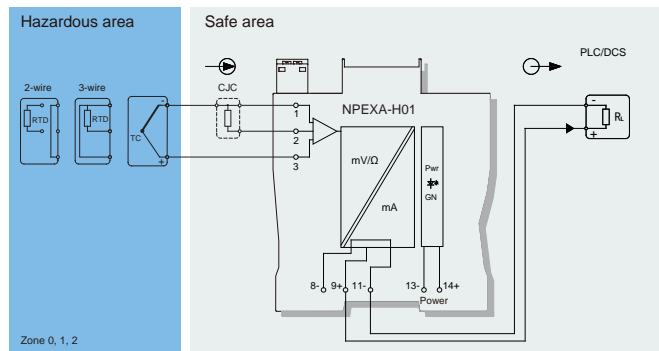 Hazardous area
Safe area
PLC/DCS
2-wire
3-wire
CJC
NPEXA-H01
RTD
RTD
TC
-
+
1
2
3
mV/Ω
mA
Pwr
GN
-
+
RL
8-
9+
11-
13-
14+
Power
Zone 0, 1, 2